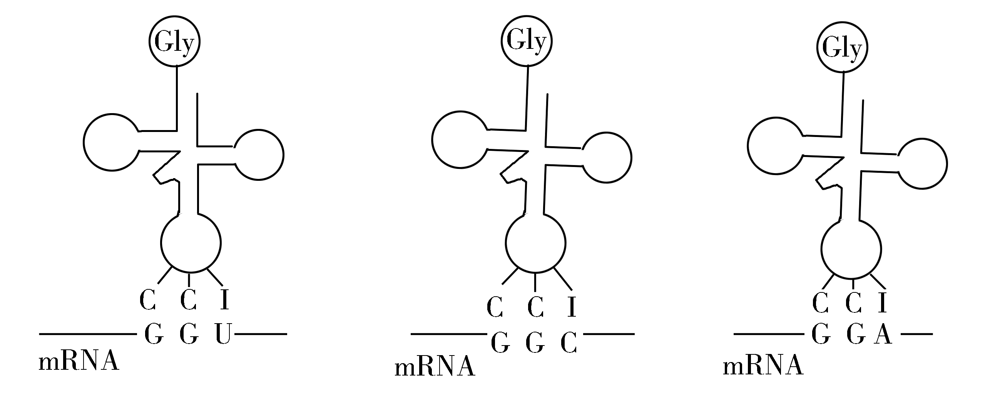 Gly
C C I
G G U
mRNA
Gly
C C I
G G C
mRNA
Gly
C C I
G G A
mRNA